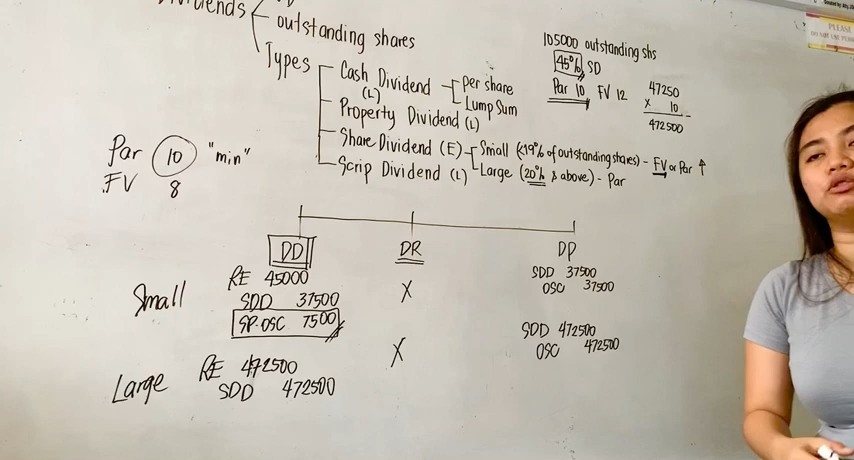 Dividends
outstanding shares
Types
Cash Dividend - per share
(L) Lump Sum
Property Dividend (L)
Share Dividend (E) - Small (<19% of outstanding shares) - FV or Par ↑
Large (20% & above) - Par
Scrip Dividend (L)
105000 outstanding shs
45% SD
Par 10 FV 12
47250
x 10
472500
Par 10 "min"
FV 8
DD DR DP
Small
RE 45000
SDD 37500
SP-OSC 7500
X
SDD 37500
OSC 37500
Large
RE 472500
SDD 472500
X
SDD 472500
OSC 472500
PLEASE